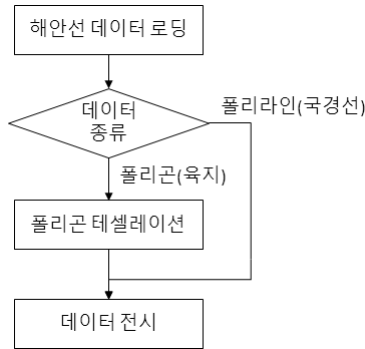 해안선 데이터 로딩
데이터
종류
폴리라인(국경선)
폴리곤(육지)
폴리곤 테셀레이션
데이터 전시